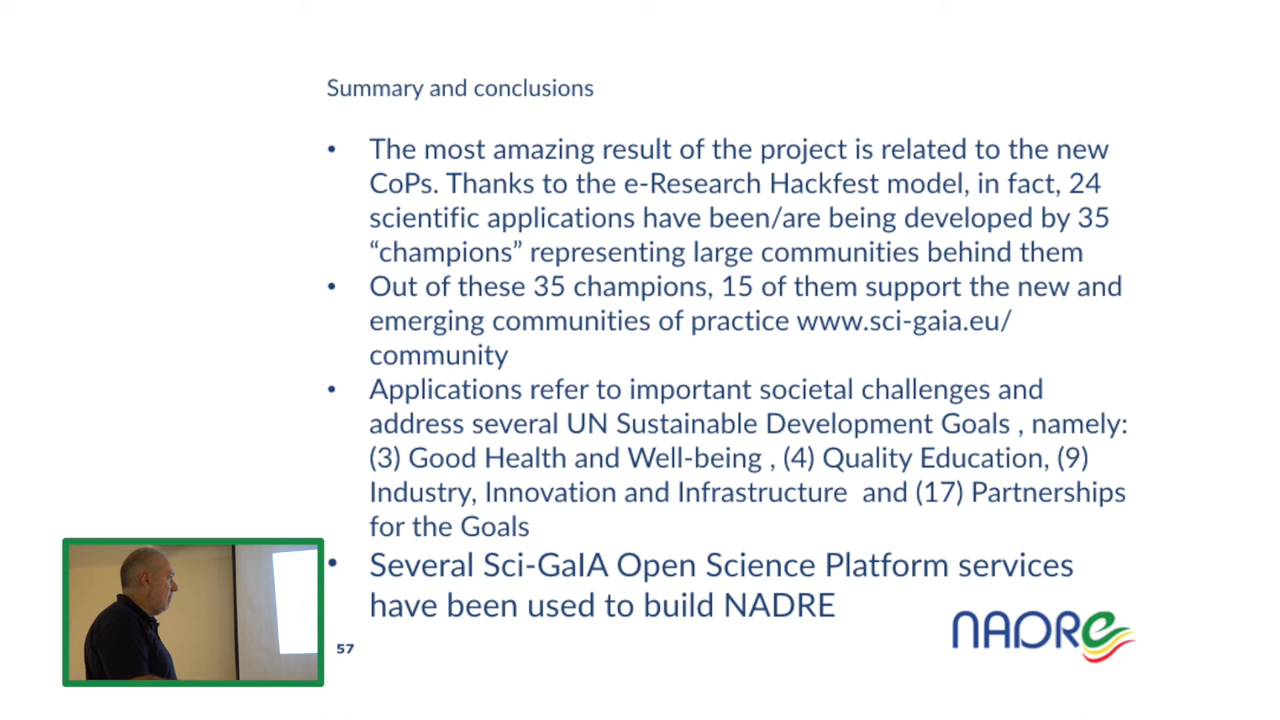 Summary and conclusions
• The most amazing result of the project is related to the new
CoPs. Thanks to the e-Research Hackfest model, in fact, 24
scientific applications have been/are being developed by 35
“champions” representing large communities behind them
• Out of these 35 champions, 15 of them support the new and
emerging communities of practice www.sci-gaia.eu/
community
• Applications refer to important societal challenges and
address several UN Sustainable Development Goals , namely:
(3) Good Health and Well-being , (4) Quality Education, (9)
Industry, Innovation and Infrastructure and (17) Partnerships
for the Goals
• Several Sci-GaIA Open Science Platform services
have been used to build NADRE
NADRe
57